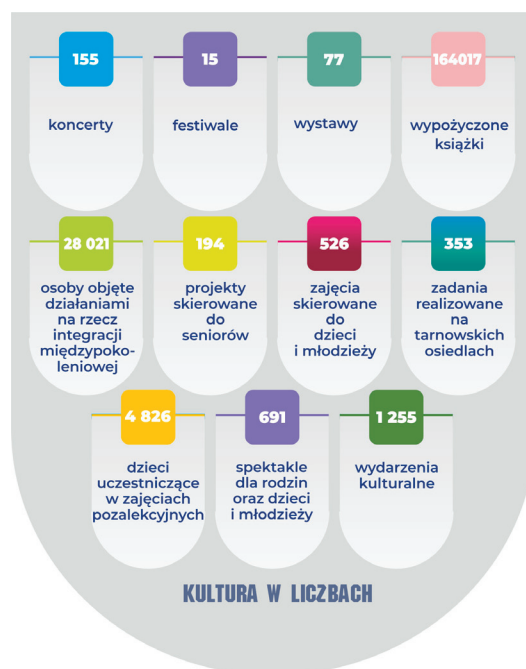 155
koncerty
15
festiwale
77
wystawy
164017
wypożyczone
książki
28 021
osoby objęte
działaniami
na rzecz
integracji
międzypoko-
leniowej
194
projekty
skierowane
do
seniorów
526
zajęcia
skierowane
do
dzieci
i młodzieży
353
zadania
realizowane
na
tarnowskich
osiedlach
4 826
dzieci
uczestniczące
w zajęciach
pozalekcyjnych
691
spektakle
dla rodzin
oraz dzieci
i młodzieży
1 255
wydarzenia
kulturalne
KULTURA W LICZBACH